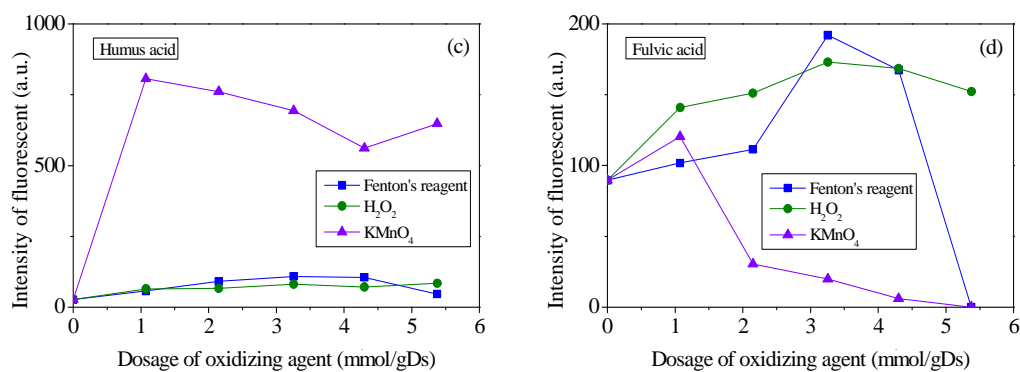 1000
500
0
Intensity of fluorescent (a.u.)
Humus acid
(c)
Fenton's reagent
H₂O₂
KMnO₄
0 1 2 3 4 5 6
Dosage of oxidizing agent (mmol/gDs)
200
150
100
50
0
Intensity of fluorescent (a.u.)
Fulvic acid
(d)
Fenton's reagent
H₂O₂
KMnO₄
0 1 2 3 4 5 6
Dosage of oxidizing agent (mmol/gDs)